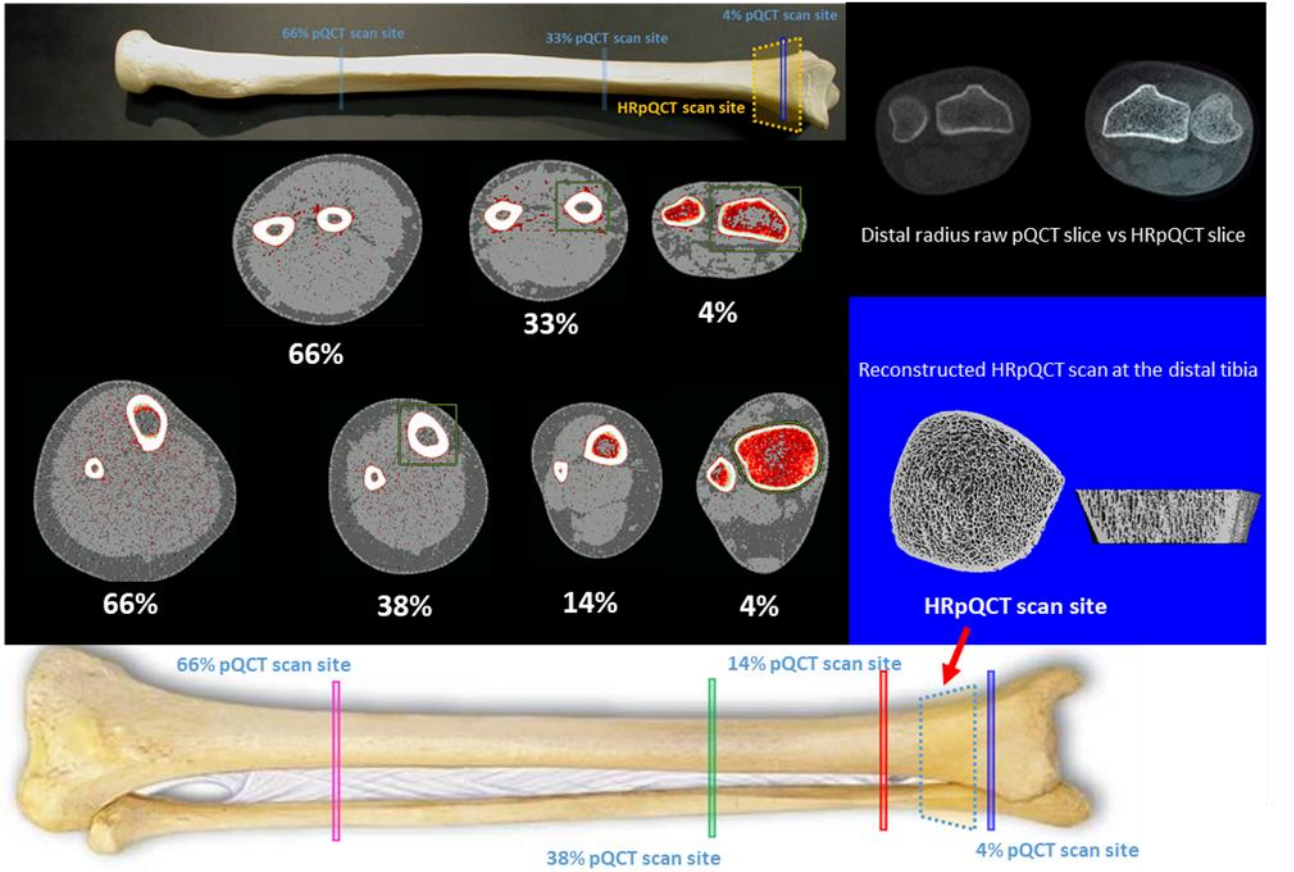 4% pQCT scan site
66% pQCT scan site
33% pQCT scan site
HRpQCT scan site
Distal radius raw pQCT slice vs HRpQCT slice
66%
33%
4%
Reconstructed HRpQCT scan at the distal tibia
66%
38%
14%
4%
HRpQCT scan site
66% pQCT scan site
14% pQCT scan site
38% pQCT scan site
4% pQCT scan site